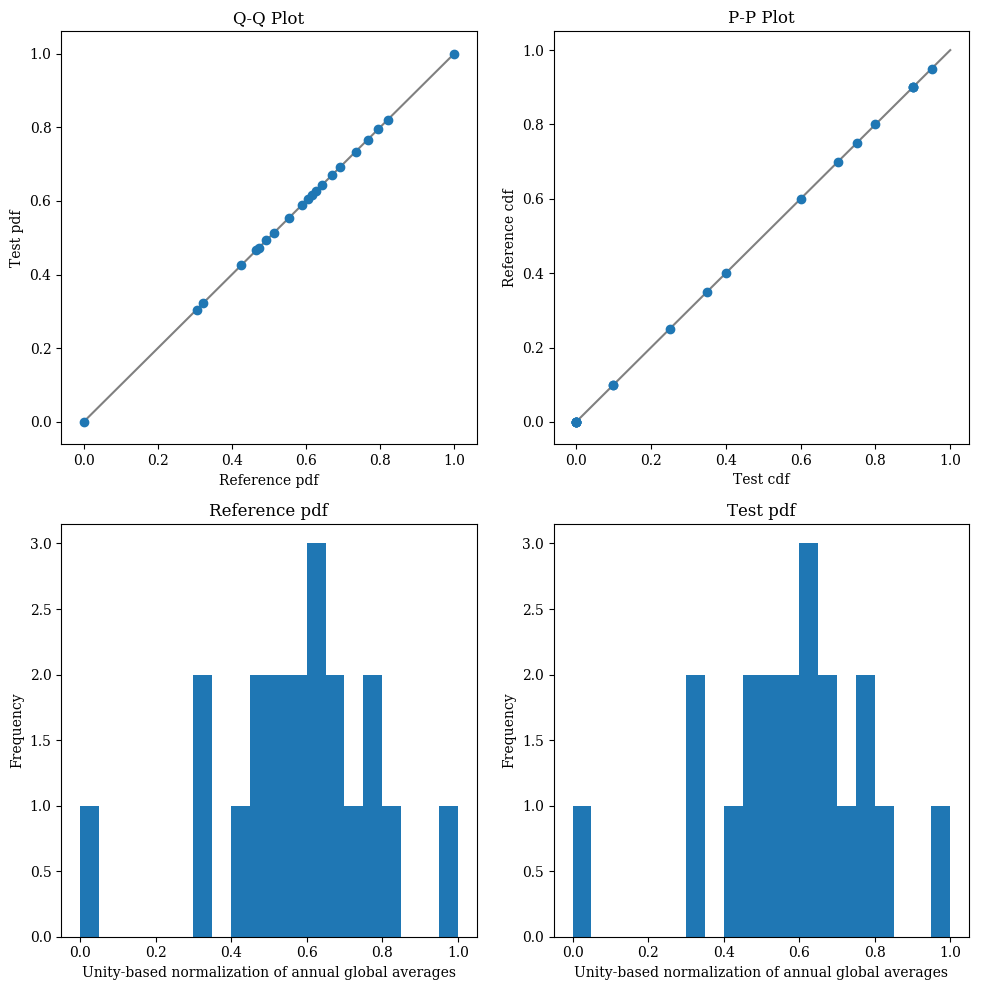 Q-Q Plot
1.0
0.8
0.6
0.4
0.2
0.0
Test pdf
0.0 0.2 0.4 0.6 0.8 1.0
Reference pdf
P-P Plot
1.0
0.8
0.6
0.4
0.2
0.0
Reference cdf
0.0 0.2 0.4 0.6 0.8 1.0
Test cdf
Reference pdf
3.0
2.5
2.0
1.5
1.0
0.5
0.0
Frequency
0.0 0.2 0.4 0.6 0.8 1.0
Unity-based normalization of annual global averages
Test pdf
3.0
2.5
2.0
1.5
1.0
0.5
0.0
Frequency
0.0 0.2 0.4 0.6 0.8 1.0
Unity-based normalization of annual global averages